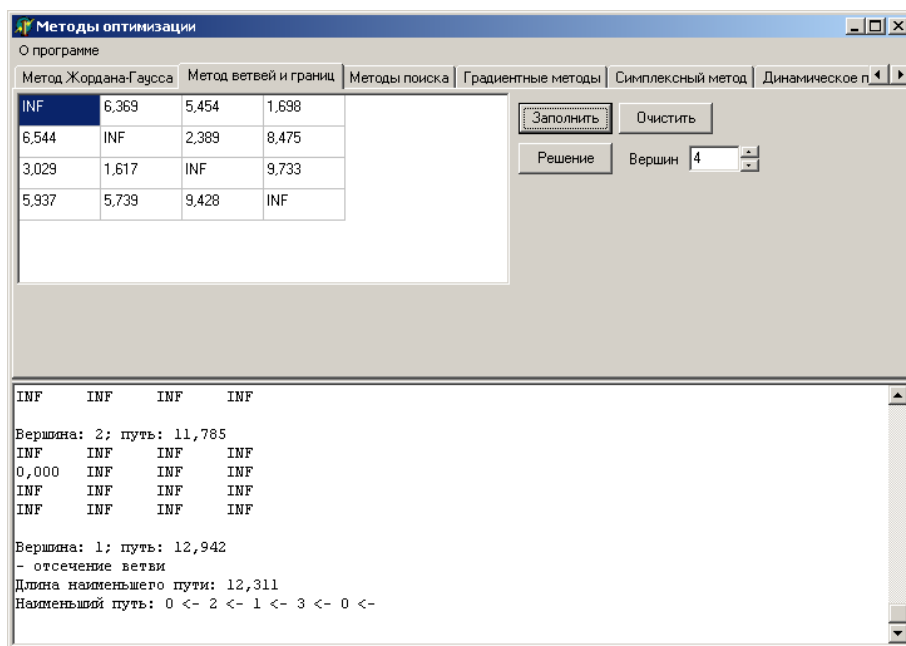 Методы оптимизации
О программе
Метод Жордана-Гаусса Метод ветвей и границ Методы поиска Градиентные методы Симплексный метод Динамическое п
INF 6,369 5,454 1,698
6,544 INF 2,389 8,475
3,029 1,617 INF 9,733
5,937 5,739 9,428 INF
Заполнить Очистить
Решение Вершин 4
INF INF INF INF
Вершина: 2; путь: 11,785
INF INF INF INF
0,000 INF INF INF
INF INF INF INF
INF INF INF INF
Вершина: 1; путь: 12,942
- отсечение ветви
Длина наименьшего пути: 12,311
Наименьший путь: 0 <- 2 <- 1 <- 3 <- 0 <-